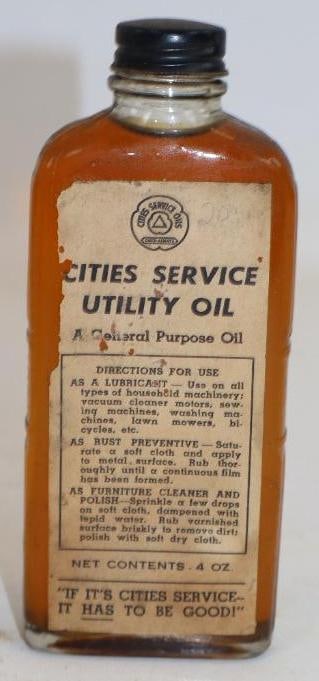 CITIES SERVICE OILS
ONCE-ALWAYS
CITIES SERVICE
UTILITY OIL
A General Purpose Oil
DIRECTIONS FOR USE
AS A LUBRICANT — Use on all
types of household machinery;
vacuum cleaner motors, sew-
ing machines, washing ma-
chines, lawn mowers, bi-
cycles, etc.
AS RUST PREVENTIVE — Satu-
rate a soft cloth and apply
to metal surface. Rub thor-
oughly until a continuous film
has been formed.
AS FURNITURE CLEANER AND
POLISH—Sprinkle a few drops
on soft cloth, dampened with
tepid water. Rub varnished
surface briskly to remove dirt;
polish with soft dry cloth.
NET CONTENTS - 4 OZ.
"IF IT'S CITIES SERVICE—
IT HAS TO BE GOOD!"